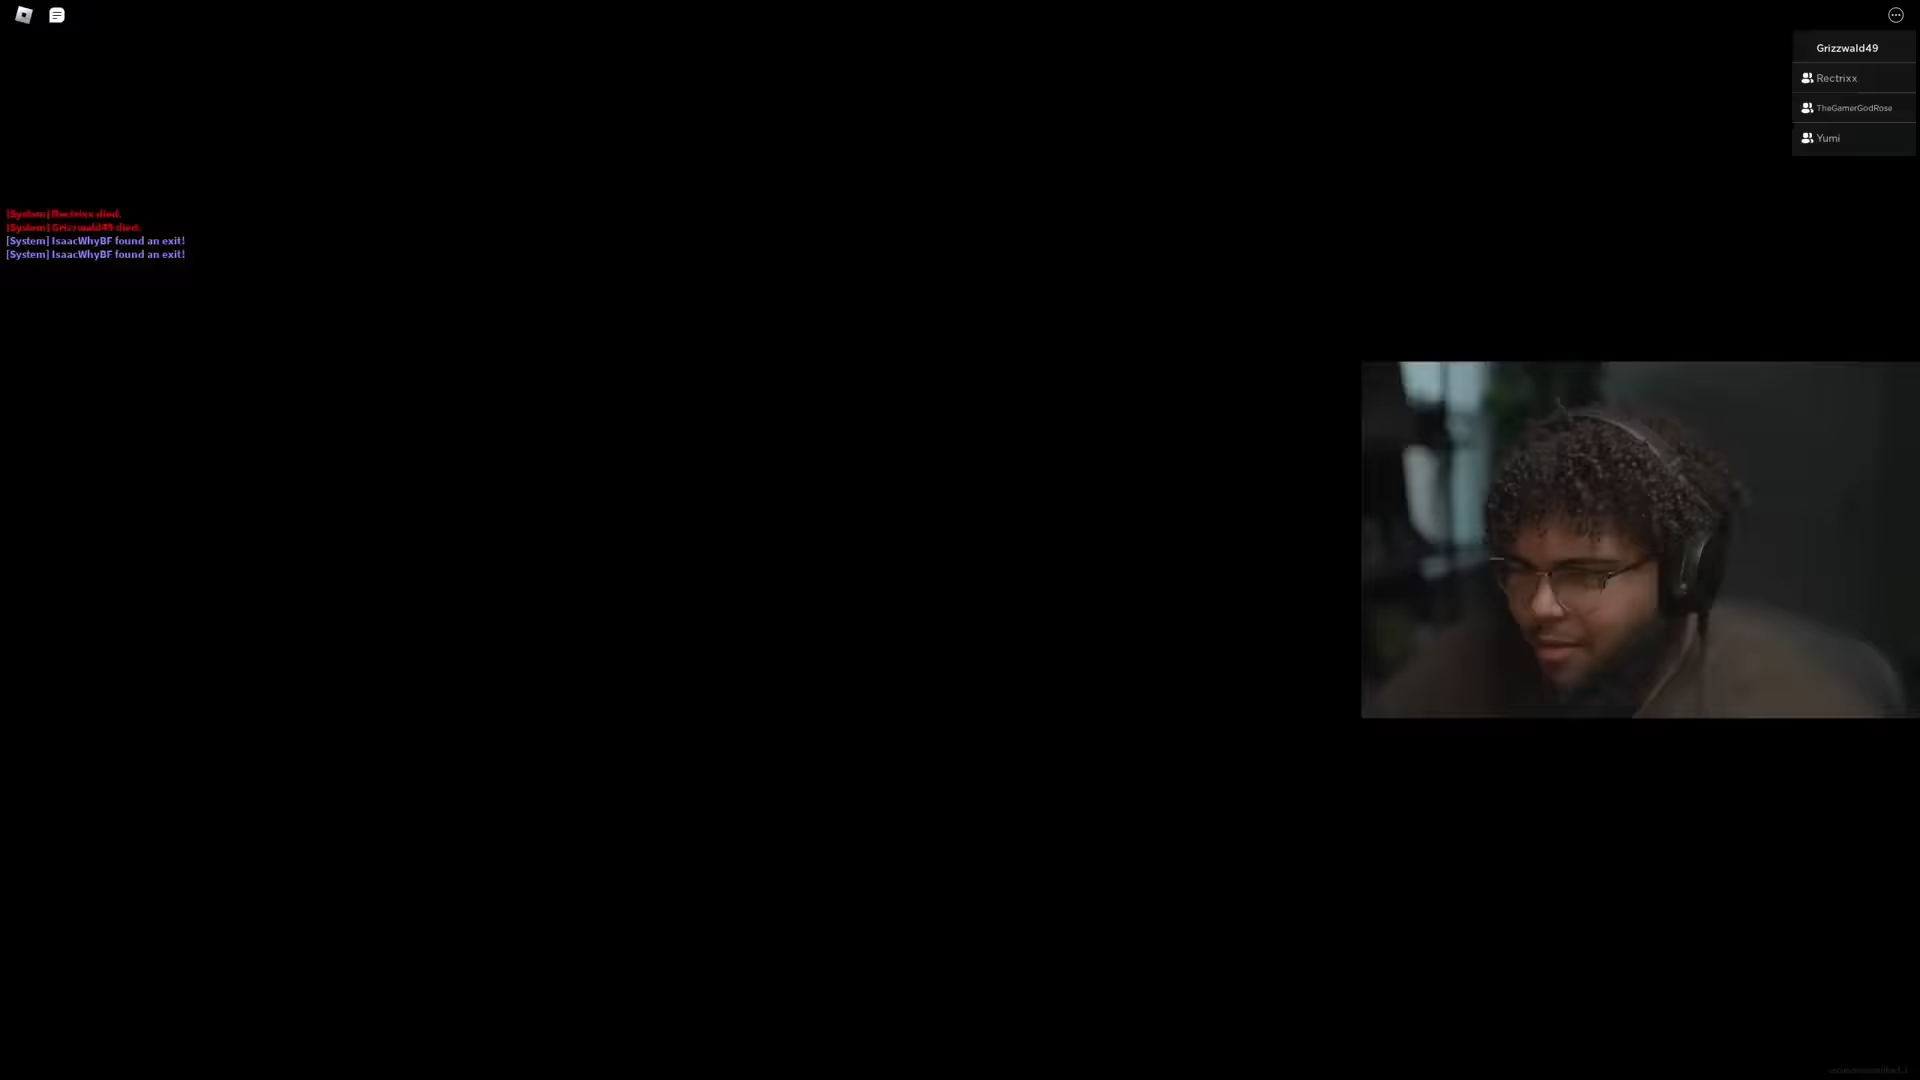 Grizzwald49
Rectrixx
TheGamerGodRose
Yumi
[System] Rectrixx died.
[System] Grizzwald49 died.
[System] IsaacWhyBF found an exit!
[System] IsaacWhyBF found an exit!